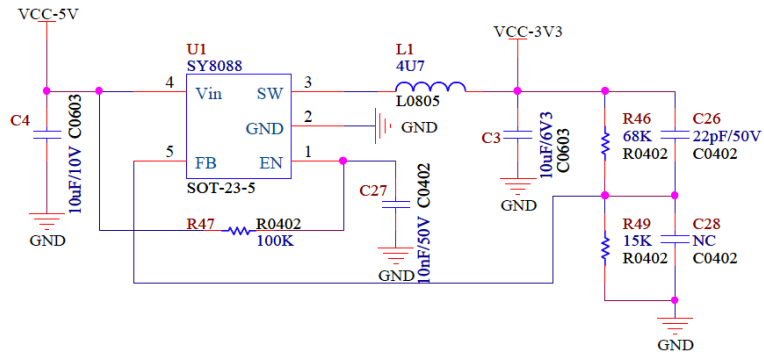 VCC-5V
VCC-3V3
U1
SY8088
L1
4U7
4
Vin
SW
3
L0805
GND
2
GND
5
FB
EN
1
SOT-23-5
C4
C0603
10uF/10V
GND
R47
R0402
100K
C27
C0402
10nF/50V
GND
C3
10uF/6V3
C0603
GND
R46
68K
R0402
C26
22pF/50V
C0402
R49
15K
R0402
C28
NC
C0402
GND